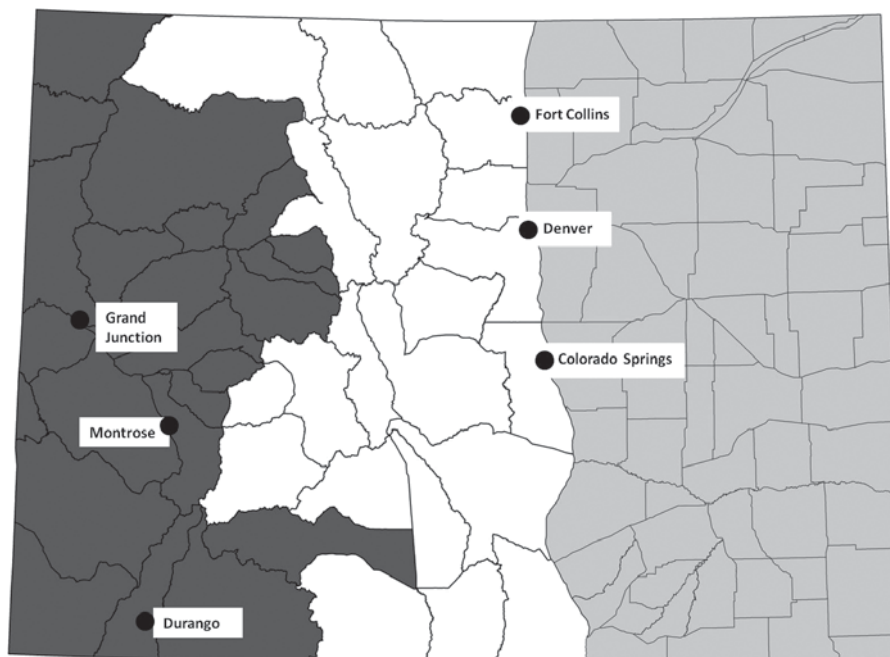 Fort Collins
Denver
Grand
Junction
Colorado Springs
Montrose
Durango